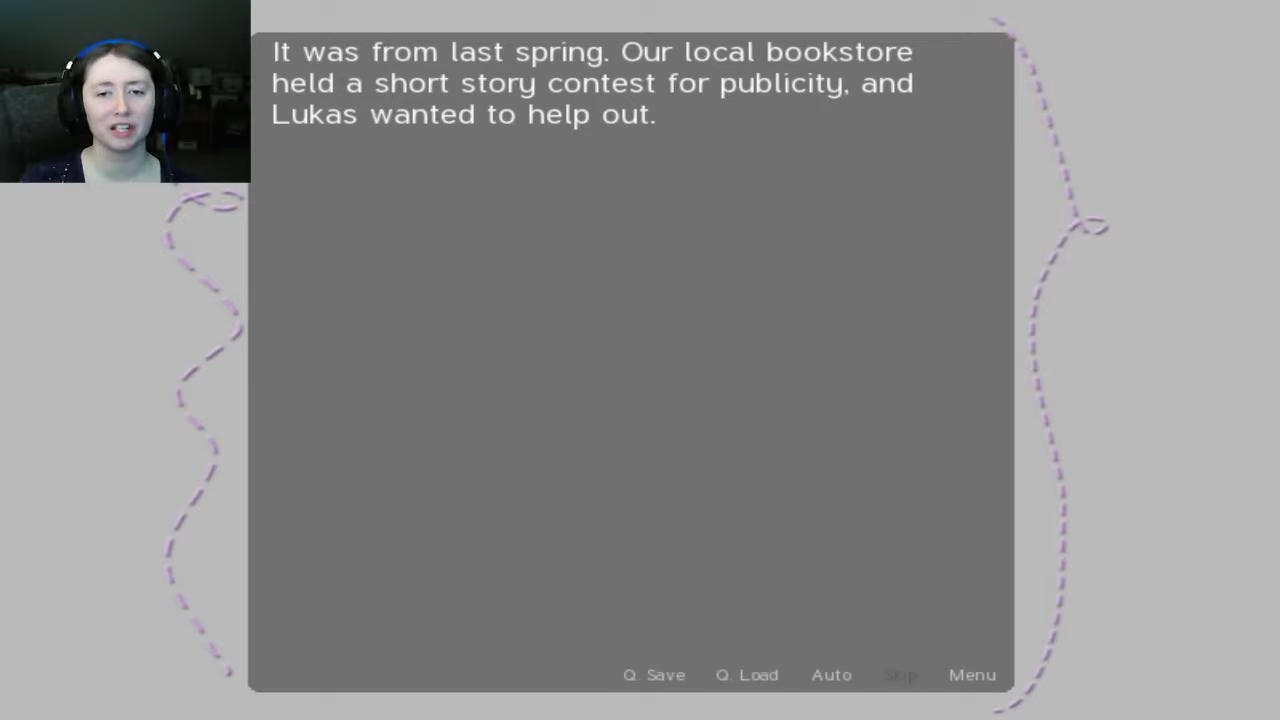 It was from last spring. Our local bookstore
held a short story contest for publicity, and
Lukas wanted to help out.
Q. Save Q. Load Auto Skip Menu